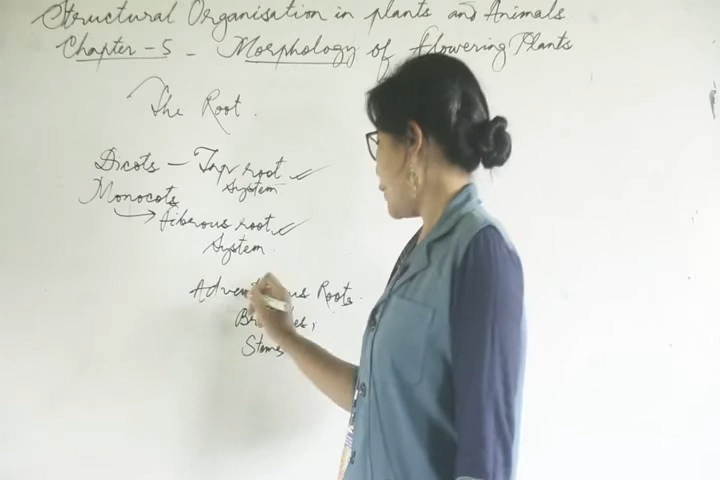 Structural Organisation in plants and Animals
Chapter - 5 - Morphology of flowering Plants
The Root.
Dicots - Tap root
System
Monocots
→ fiberous root
System.
Roots.
Stems